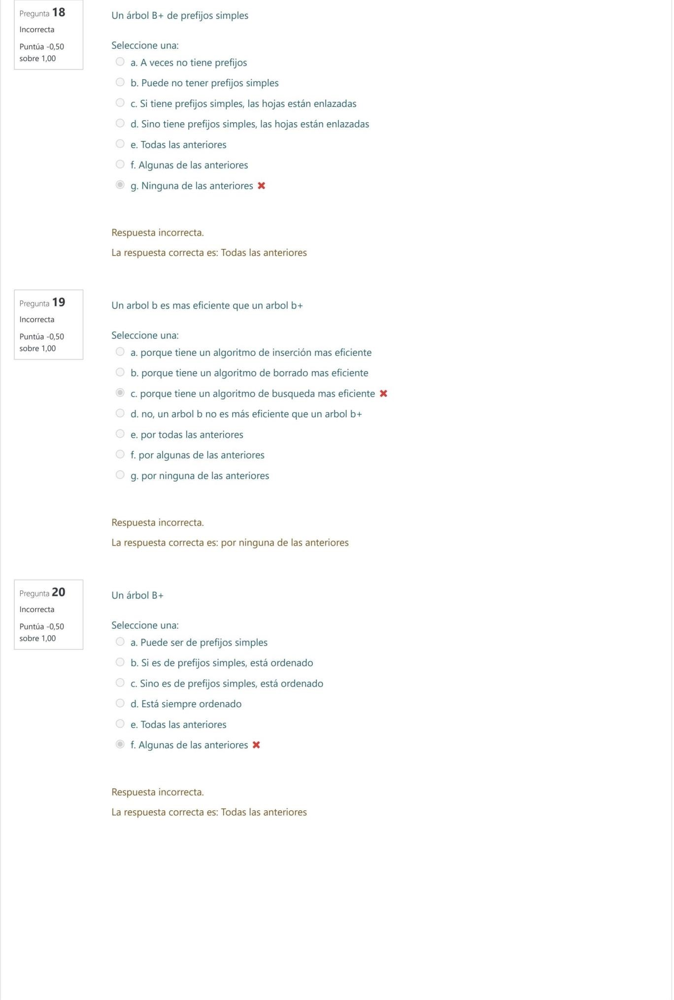 Pregunta 18
Incorrecta
Puntúa -0,50
sobre 1,00
Un árbol B+ de prefijos simples
Seleccione una:
a. A veces no tiene prefijos
b. Puede no tener prefijos simples
c. Si tiene prefijos simples, las hojas están enlazadas
d. Sino tiene prefijos simples, las hojas están enlazadas
e. Todas las anteriores
f. Algunas de las anteriores
g. Ninguna de las anteriores
Respuesta incorrecta.
La respuesta correcta es: Todas las anteriores
Pregunta 19
Incorrecta
Puntúa -0,50
sobre 1,00
Un arbol b es mas eficiente que un arbol b+
Seleccione una:
a. porque tiene un algoritmo de inserción mas eficiente
b. porque tiene un algoritmo de borrado mas eficiente
c. porque tiene un algoritmo de busqueda mas eficiente
d. no, un arbol b no es más eficiente que un arbol b+
e. por todas las anteriores
f. por algunas de las anteriores
g. por ninguna de las anteriores
Respuesta incorrecta.
La respuesta correcta es: por ninguna de las anteriores
Pregunta 20
Incorrecta
Puntúa -0,50
sobre 1,00
Un árbol B+
Seleccione una:
a. Puede ser de prefijos simples
b. Si es de prefijos simples, está ordenado
c. Sino es de prefijos simples, está ordenado
d. Está siempre ordenado
e. Todas las anteriores
f. Algunas de las anteriores
Respuesta incorrecta.
La respuesta correcta es: Todas las anteriores